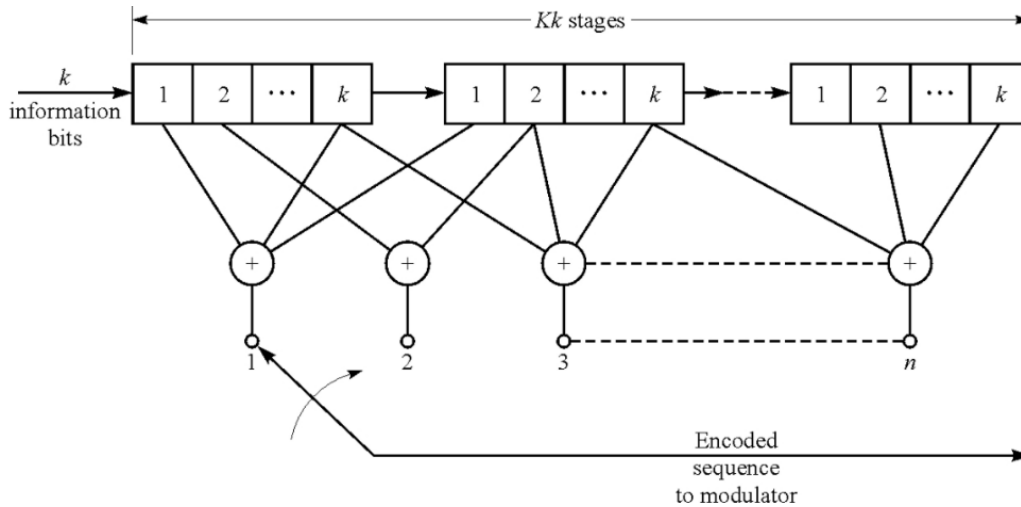 Kk stages
k
information
bits
1 2 ... k
1 2 ... k
1 2 ... k
+ + + +
1 2 3 n
Encoded
sequence
to modulator